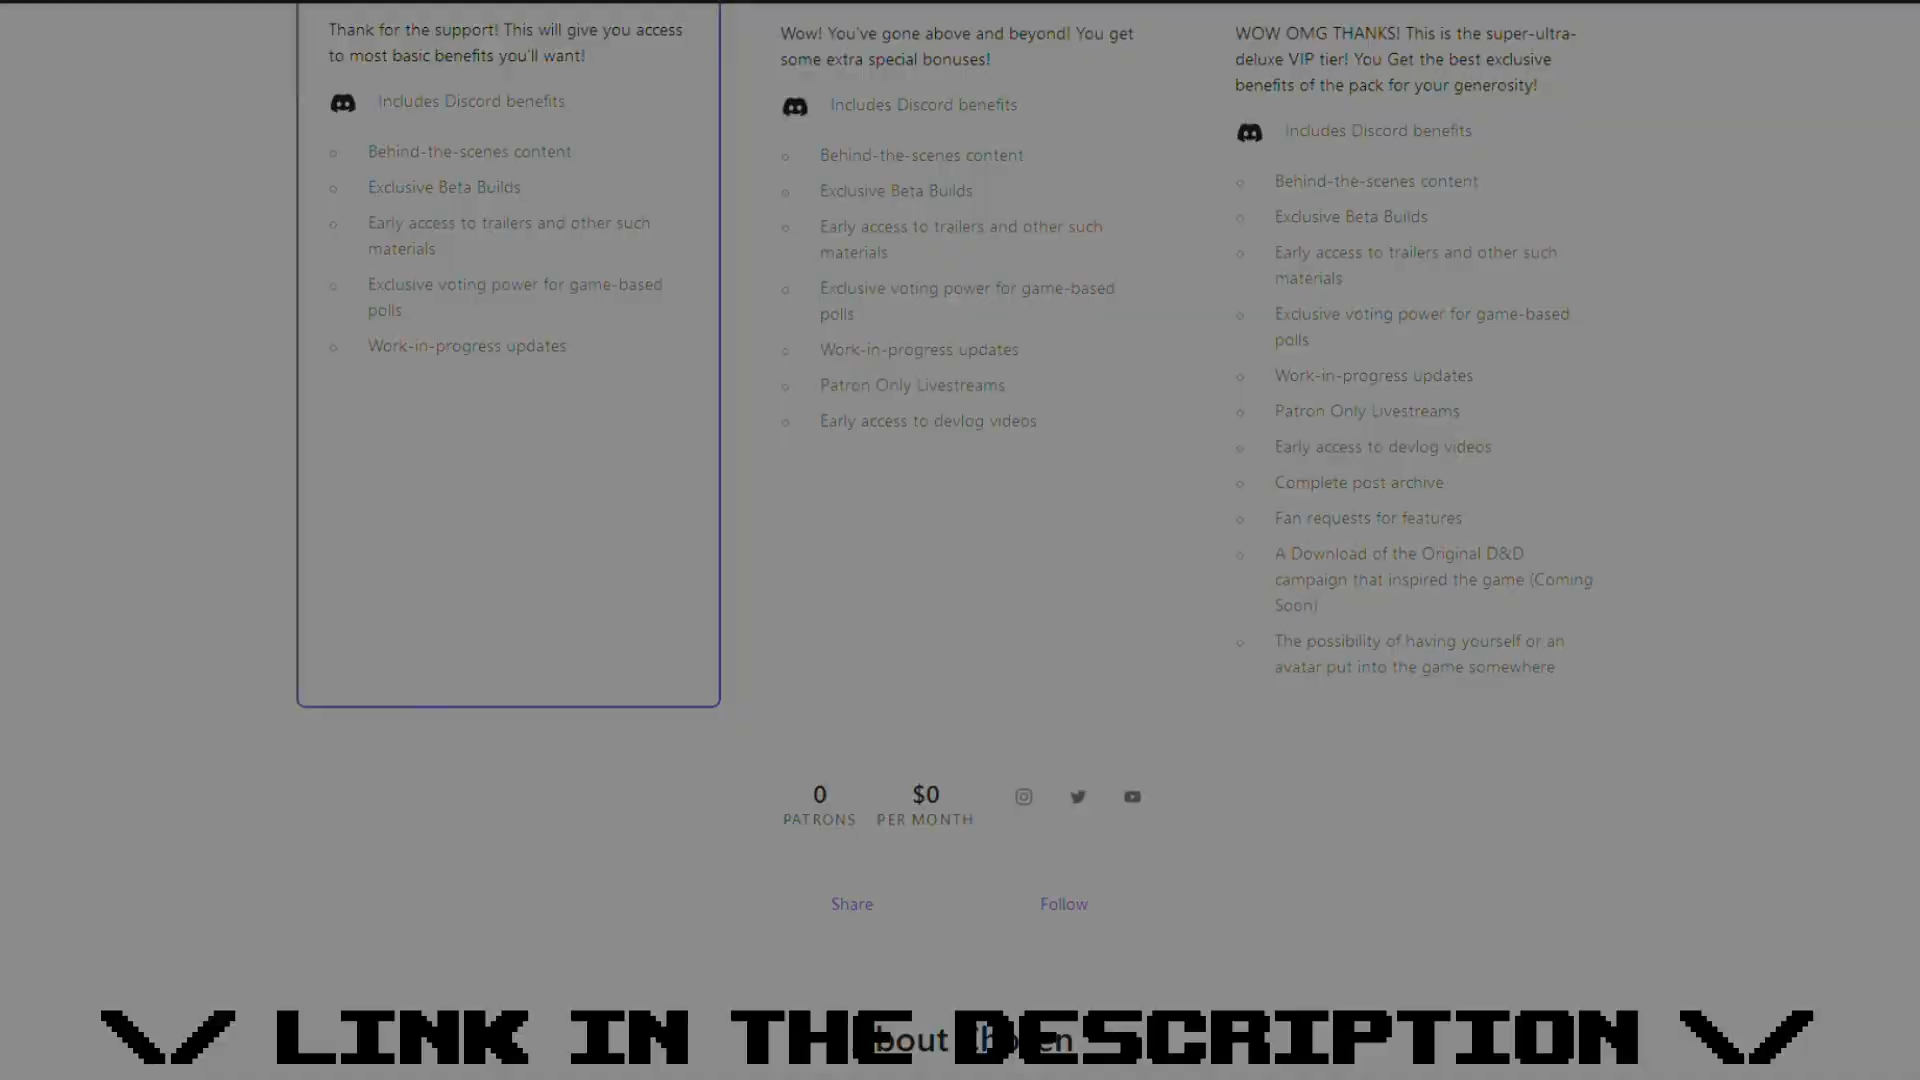 Thank for the support! This will give you access
to most basic benefits you'll want!
Includes Discord benefits
Behind-the-scenes content
Exclusive Beta Builds
Early access to trailers and other such
materials
Exclusive voting power for game-based
polls
Work-in-progress updates
Wow! You've gone above and beyond! You get
some extra special bonuses!
Includes Discord benefits
Behind-the-scenes content
Exclusive Beta Builds
Early access to trailers and other such
materials
Exclusive voting power for game-based
polls
Work-in-progress updates
Patron Only Livestreams
Early access to devlog videos
WOW OMG THANKS! This is the super-ultra-
deluxe VIP tier! You Get the best exclusive
benefits of the pack for your generosity!
Includes Discord benefits
Behind-the-scenes content
Exclusive Beta Builds
Early access to trailers and other such
materials
Exclusive voting power for game-based
polls
Work-in-progress updates
Patron Only Livestreams
Early access to devlog videos
Complete post archive
Fan requests for features
A Download of the Original D&D
campaign that inspired the game (Coming
Soon)
The possibility of having yourself or an
avatar put into the game somewhere
0
PATRONS
$0
PER MONTH
Share
Follow
LINK IN THE DESCRIPTION